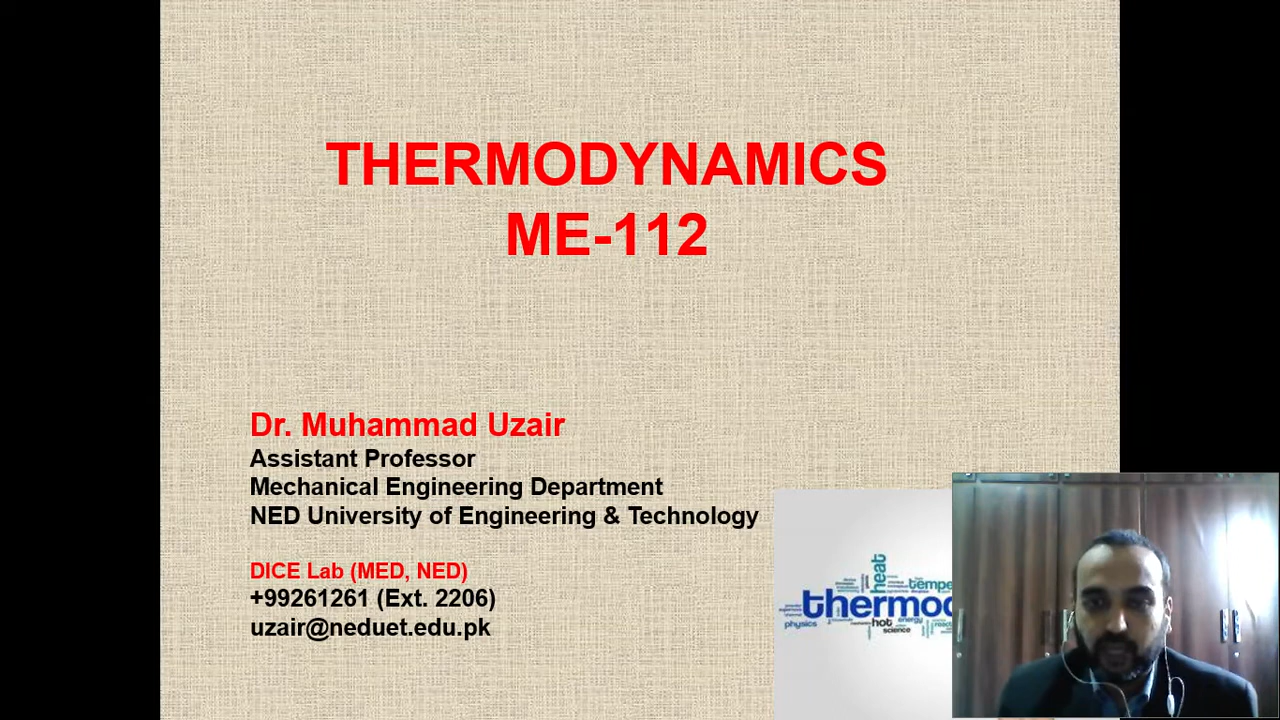 THERMODYNAMICS
ME-112
Dr. Muhammad Uzair
Assistant Professor
Mechanical Engineering Department
NED University of Engineering & Technology
DICE Lab (MED, NED)
+99261261 (Ext. 2206)
uzair@neduet.edu.pk
heat
tempe
thermod
physics
hot
energy
science